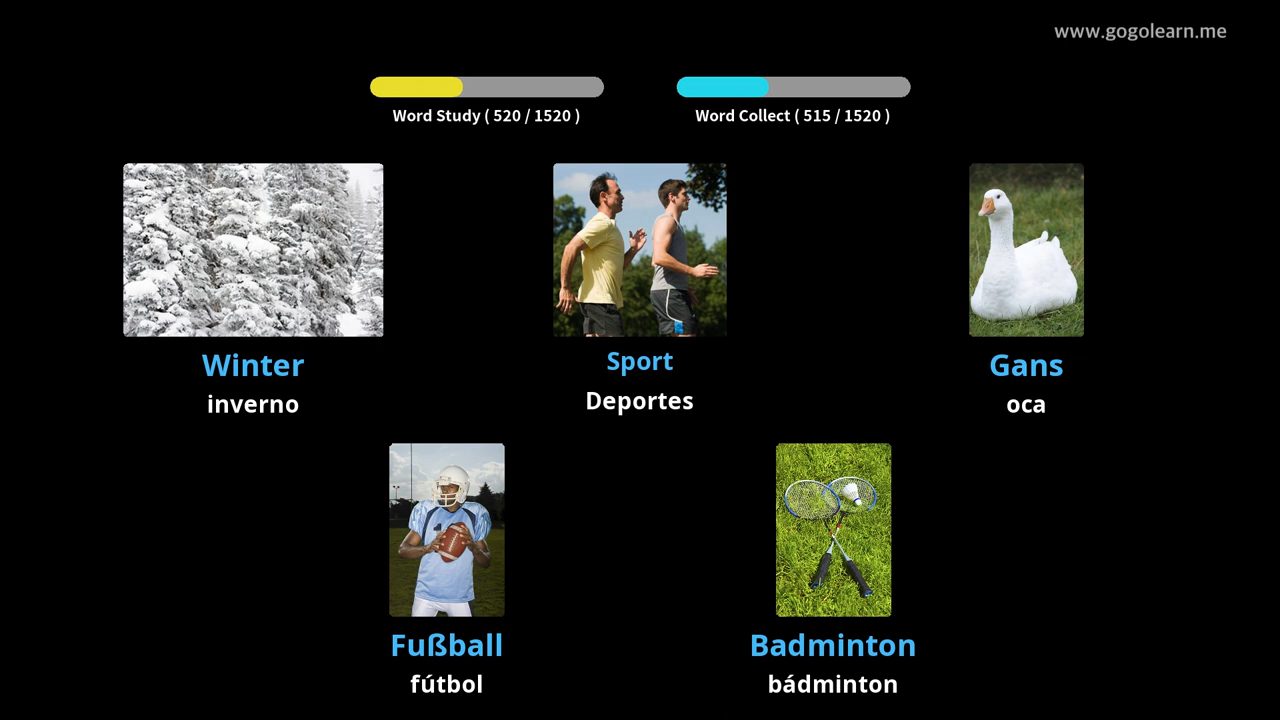 www.gogolearn.me
Word Study ( 520 / 1520 )
Word Collect ( 515 / 1520 )
Winter
inverno
Sport
Deportes
Gans
oca
Fußball
fútbol
Badminton
bádminton